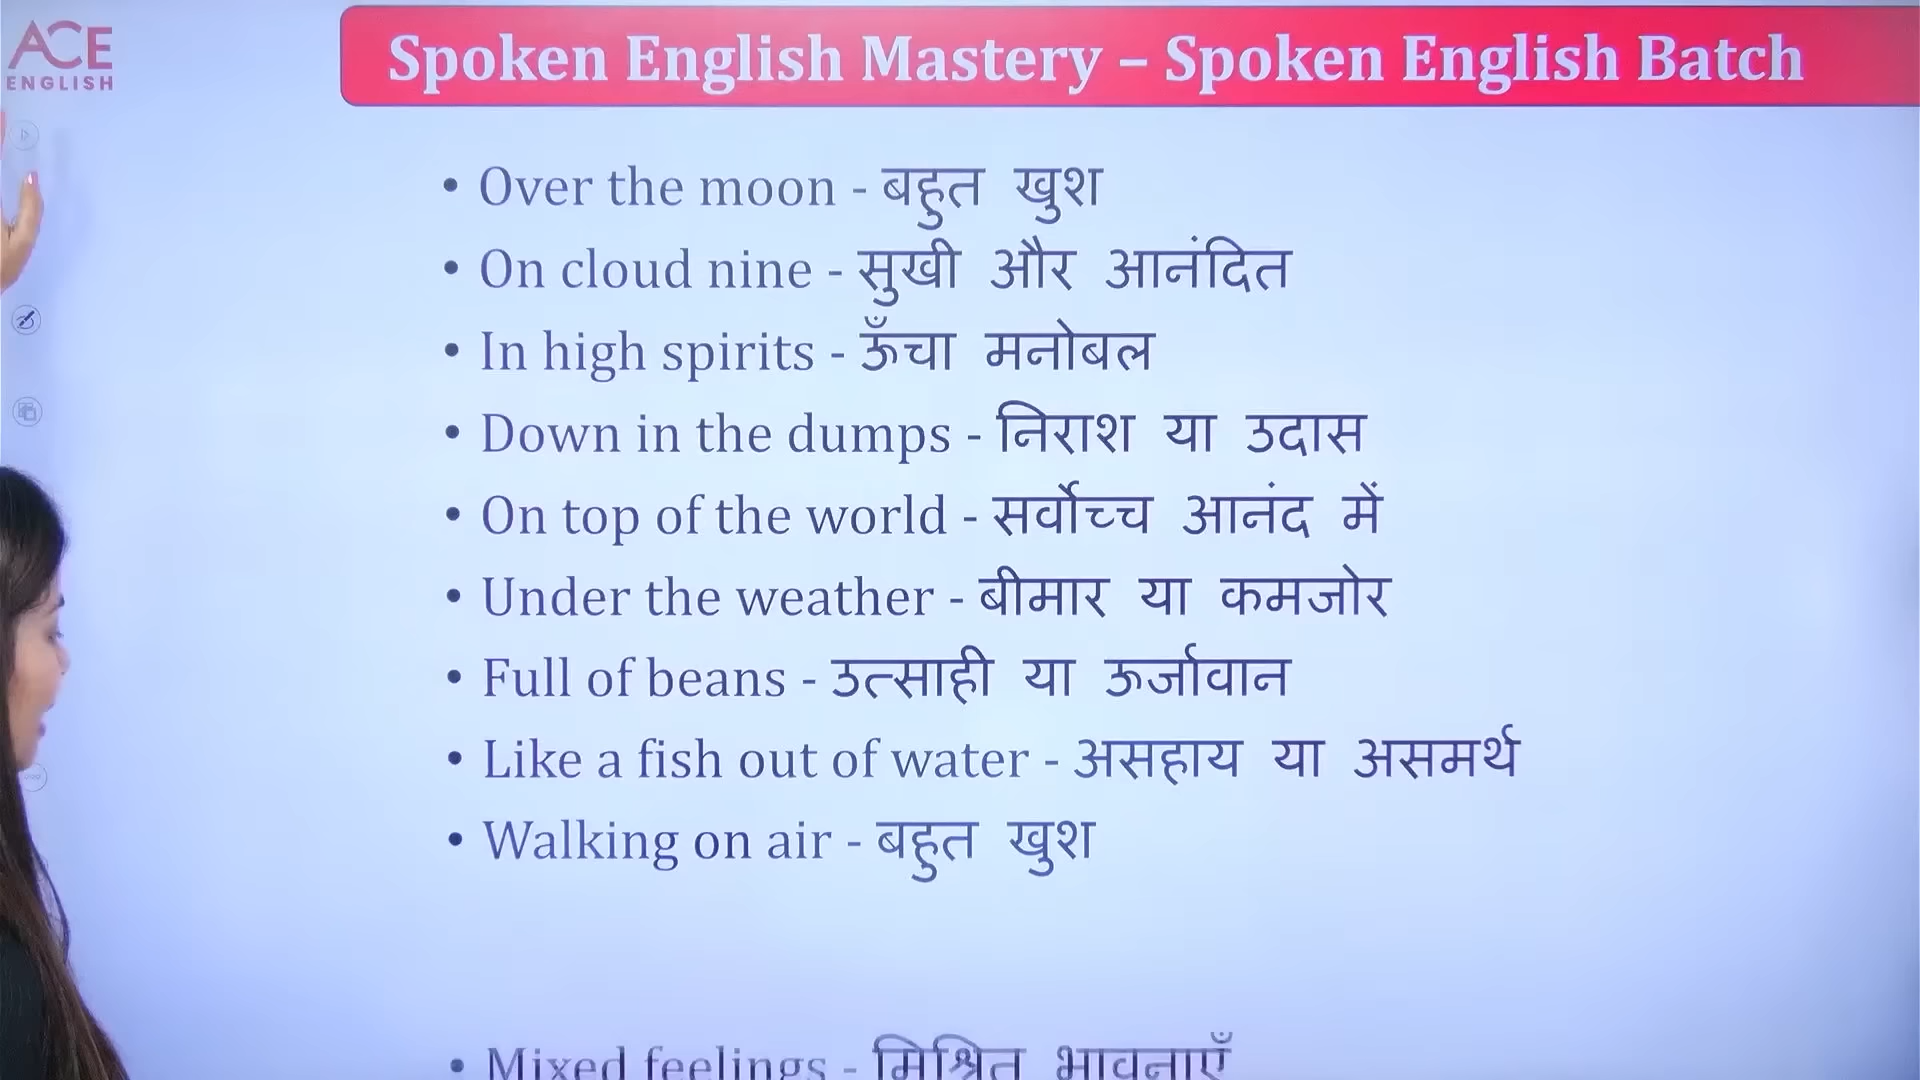 ACE
ENGLISH
Spoken English Mastery – Spoken English Batch
• Over the moon - बहुत खुश
• On cloud nine - सुखी और आनंदित
• In high spirits - ऊँचा मनोबल
• Down in the dumps - निराश या उदास
• On top of the world - सर्वोच्च आनंद में
• Under the weather - बीमार या कमजोर
• Full of beans - उत्साही या ऊर्जावान
• Like a fish out of water - असहाय या असमर्थ
• Walking on air - बहुत खुश
• Mixed feelings - मिश्रित भावनाएँ